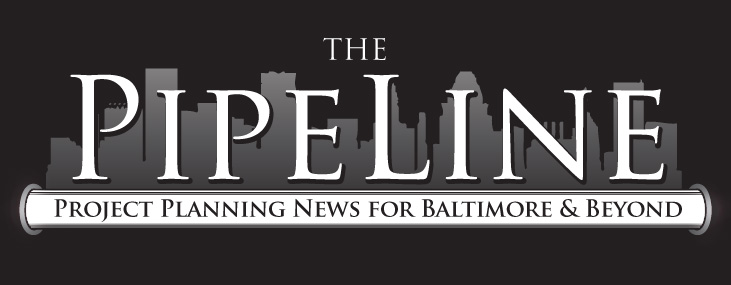 THE
PIPELINE
PROJECT PLANNING NEWS FOR BALTIMORE & BEYOND